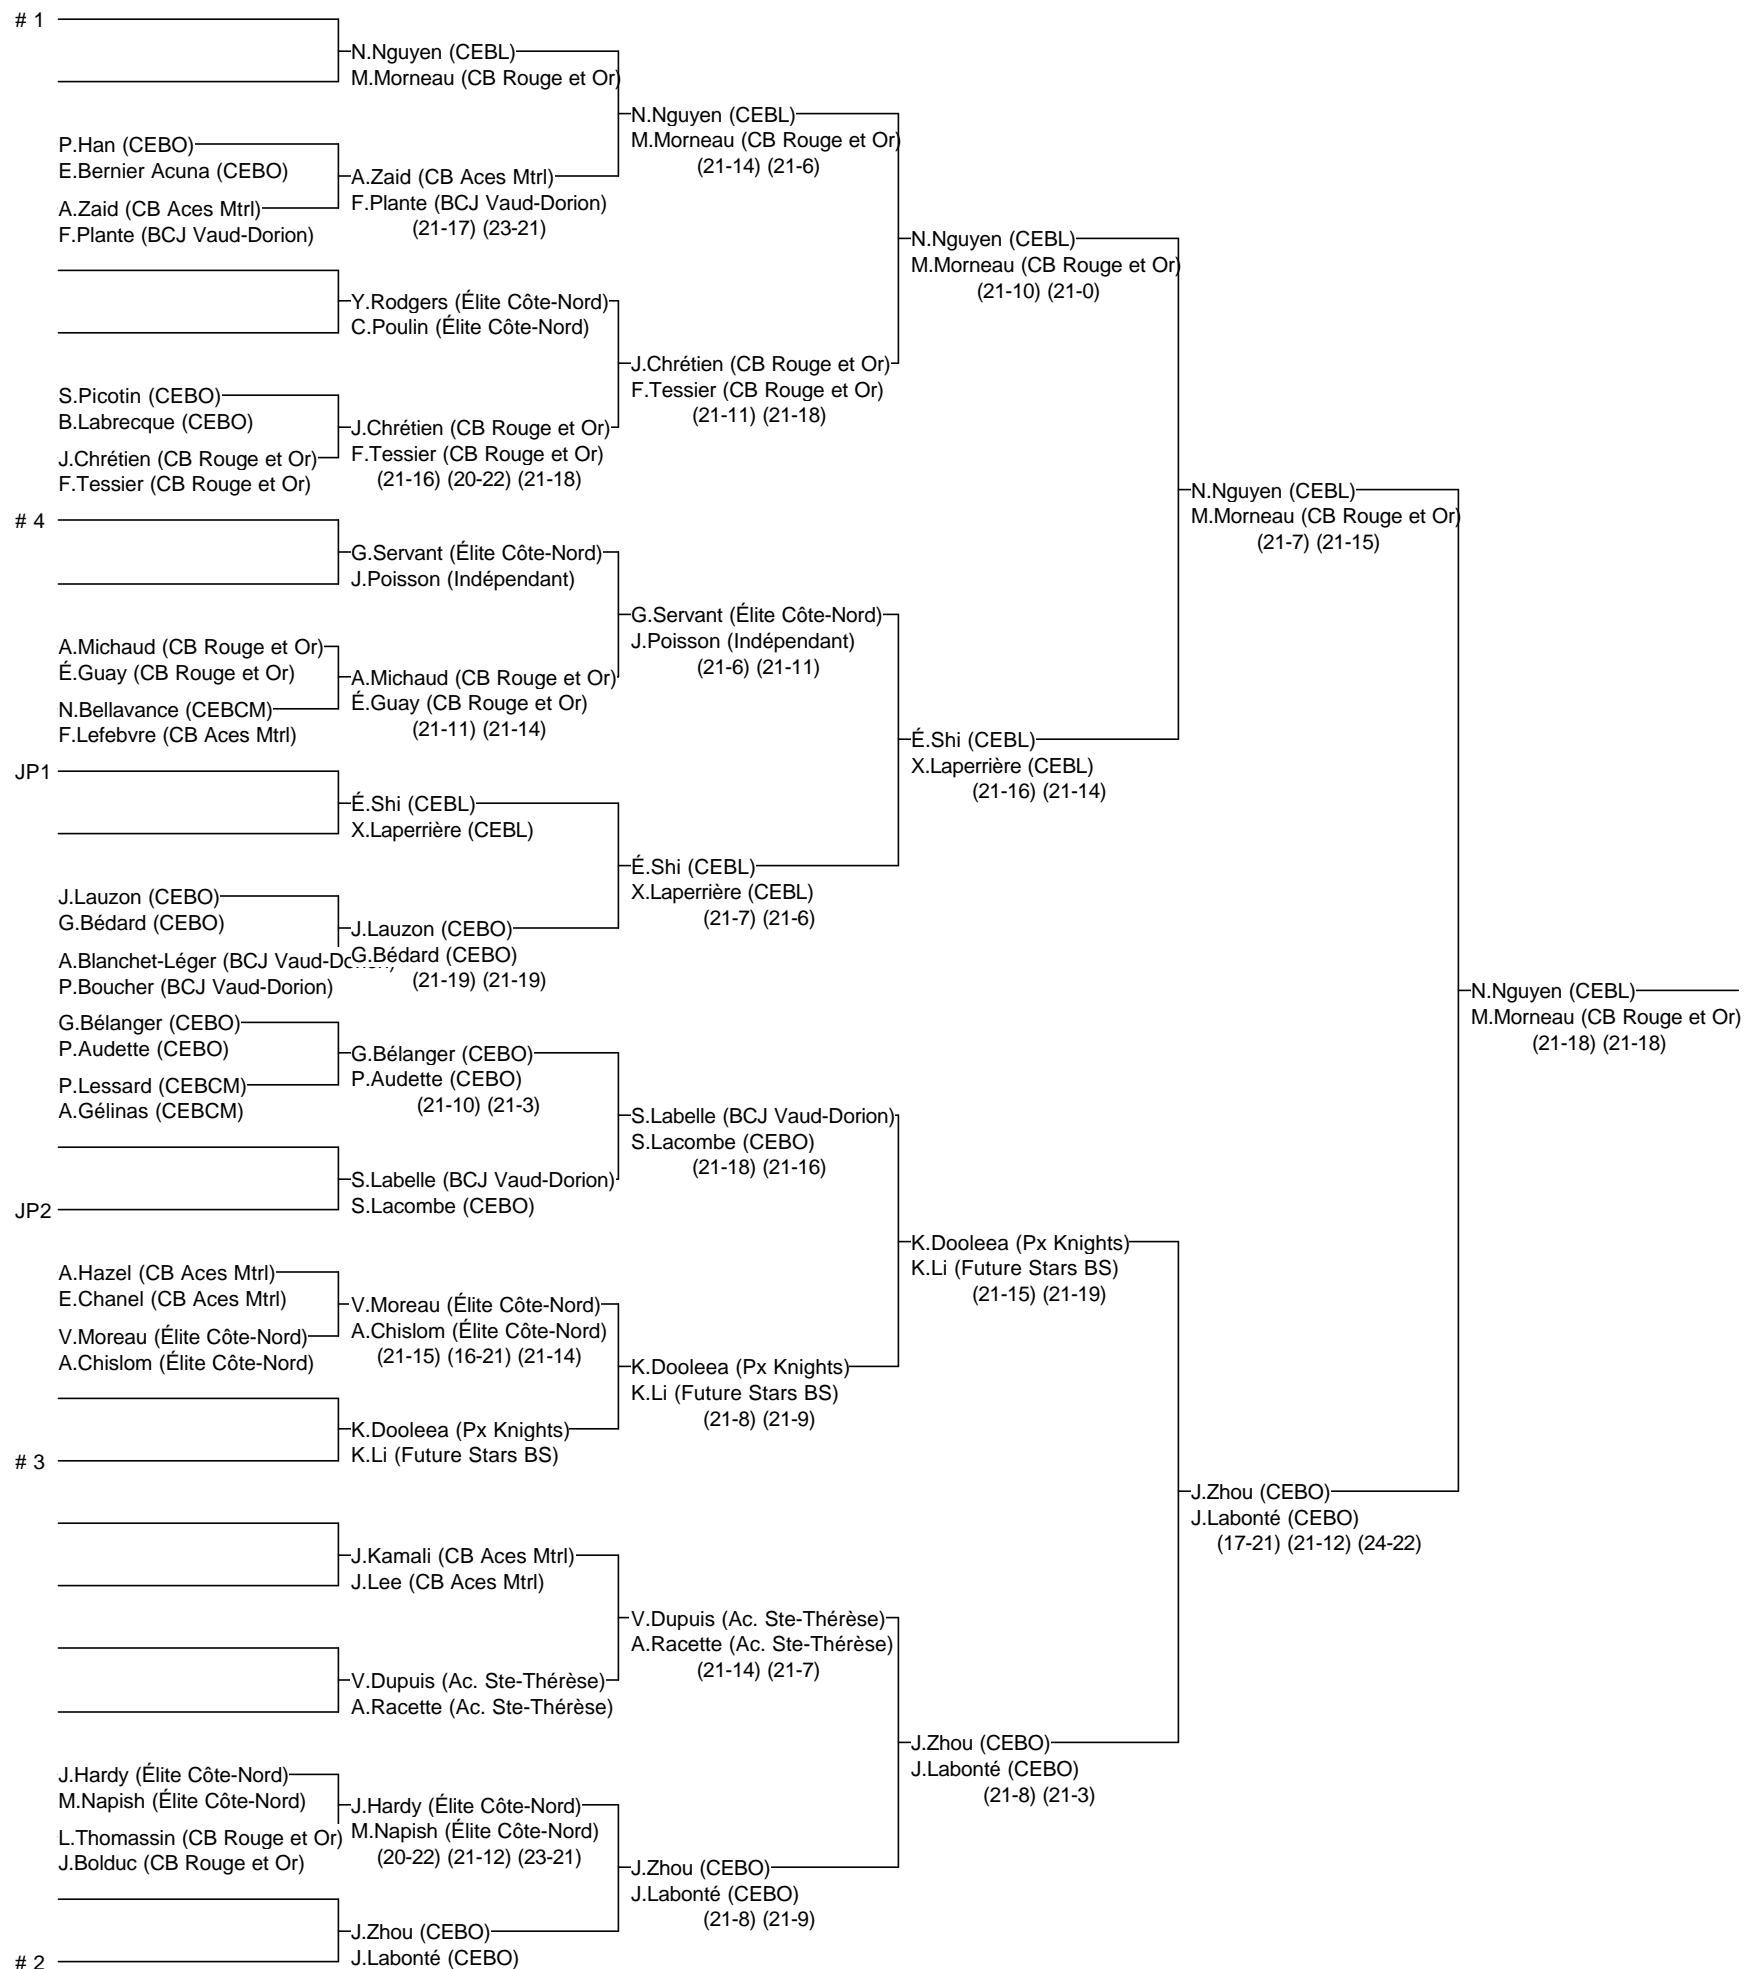 # 1
N.Nguyen (CEBL)
M.Morneau (CB Rouge et Or)
N.Nguyen (CEBL)
M.Morneau (CB Rouge et Or)
(21-14) (21-6)
P.Han (CEBO)
E.Bernier Acuna (CEBO)
A.Zaid (CB Aces Mtrl)
F.Plante (BCJ Vaud-Dorion)
(21-17) (23-21)
A.Zaid (CB Aces Mtrl)
F.Plante (BCJ Vaud-Dorion)
N.Nguyen (CEBL)
M.Morneau (CB Rouge et Or)
(21-10) (21-0)
Y.Rodgers (Élite Côte-Nord)
C.Poulin (Élite Côte-Nord)
J.Chrétien (CB Rouge et Or)
F.Tessier (CB Rouge et Or)
(21-11) (21-18)
S.Picotin (CEBO)
B.Labrecque (CEBO)
J.Chrétien (CB Rouge et Or)
F.Tessier (CB Rouge et Or)
(21-16) (20-22) (21-18)
J.Chrétien (CB Rouge et Or)
F.Tessier (CB Rouge et Or)
N.Nguyen (CEBL)
M.Morneau (CB Rouge et Or)
(21-7) (21-15)
# 4
G.Servant (Élite Côte-Nord)
J.Poisson (Indépendant)
G.Servant (Élite Côte-Nord)
J.Poisson (Indépendant)
(21-6) (21-11)
A.Michaud (CB Rouge et Or)
É.Guay (CB Rouge et Or)
A.Michaud (CB Rouge et Or)
É.Guay (CB Rouge et Or)
(21-11) (21-14)
N.Bellavance (CEBCM)
F.Lefebvre (CB Aces Mtrl)
É.Shi (CEBL)
X.Laperrière (CEBL)
(21-16) (21-14)
JP1
É.Shi (CEBL)
X.Laperrière (CEBL)
É.Shi (CEBL)
X.Laperrière (CEBL)
(21-7) (21-6)
J.Lauzon (CEBO)
G.Bédard (CEBO)
J.Lauzon (CEBO)
G.Bédard (CEBO)
(21-19) (21-19)
A.Blanchet-Léger (BCJ Vaud-Dorion)
P.Boucher (BCJ Vaud-Dorion)
N.Nguyen (CEBL)
M.Morneau (CB Rouge et Or)
(21-18) (21-18)
G.Bélanger (CEBO)
P.Audette (CEBO)
G.Bélanger (CEBO)
P.Audette (CEBO)
(21-10) (21-3)
P.Lessard (CEBCM)
A.Gélinas (CEBCM)
S.Labelle (BCJ Vaud-Dorion)
S.Lacombe (CEBO)
(21-18) (21-16)
S.Labelle (BCJ Vaud-Dorion)
S.Lacombe (CEBO)
JP2
K.Dooleea (Px Knights)
K.Li (Future Stars BS)
(21-15) (21-19)
A.Hazel (CB Aces Mtrl)
E.Chanel (CB Aces Mtrl)
V.Moreau (Élite Côte-Nord)
A.Chislom (Élite Côte-Nord)
(21-15) (16-21) (21-14)
V.Moreau (Élite Côte-Nord)
A.Chislom (Élite Côte-Nord)
K.Dooleea (Px Knights)
K.Li (Future Stars BS)
(21-8) (21-9)
K.Dooleea (Px Knights)
K.Li (Future Stars BS)
# 3
J.Zhou (CEBO)
J.Labonté (CEBO)
(17-21) (21-12) (24-22)
J.Kamali (CB Aces Mtrl)
J.Lee (CB Aces Mtrl)
V.Dupuis (Ac. Ste-Thérèse)
A.Racette (Ac. Ste-Thérèse)
(21-14) (21-7)
V.Dupuis (Ac. Ste-Thérèse)
A.Racette (Ac. Ste-Thérèse)
J.Zhou (CEBO)
J.Labonté (CEBO)
(21-8) (21-3)
J.Hardy (Élite Côte-Nord)
M.Napish (Élite Côte-Nord)
J.Hardy (Élite Côte-Nord)
M.Napish (Élite Côte-Nord)
(20-22) (21-12) (23-21)
L.Thomassin (CB Rouge et Or)
J.Bolduc (CB Rouge et Or)
J.Zhou (CEBO)
J.Labonté (CEBO)
(21-8) (21-9)
J.Zhou (CEBO)
J.Labonté (CEBO)
# 2